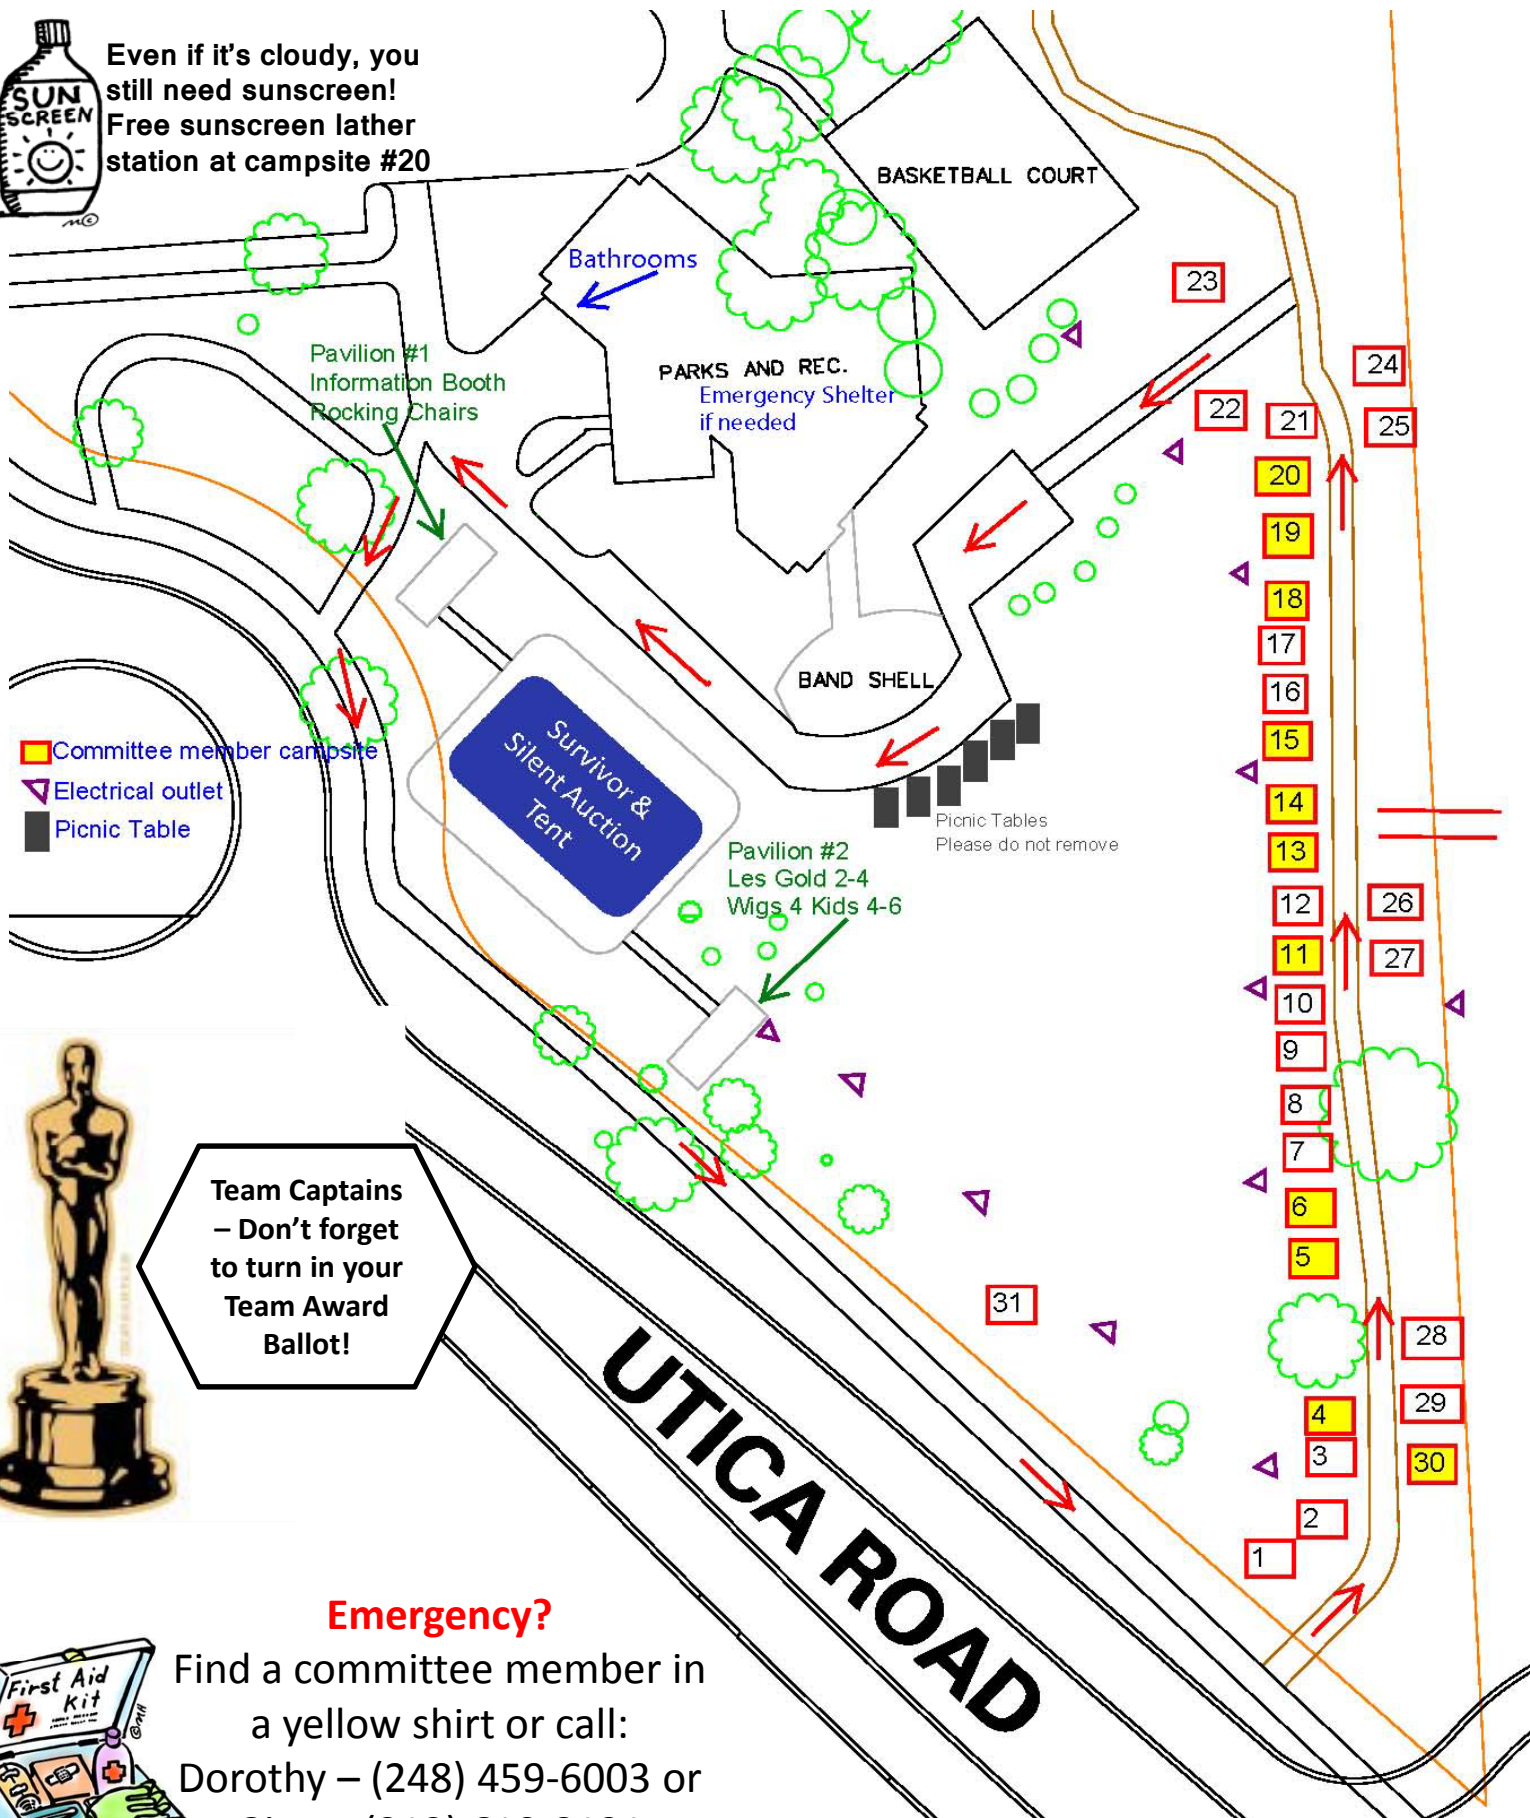 SUN
SCREEN
Even if it's cloudy, you
still need sunscreen!
Free sunscreen lather
station at campsite #20
BASKETBALL COURT
Bathrooms
PARKS AND REC.
Emergency Shelter
if needed
Pavilion #1
Information Booth
Rocking Chairs
BAND SHELL
Survivor &
Silent Auction
Tent
Committee member campsite
Electrical outlet
Picnic Table
Picnic Tables
Please do not remove
Pavilion #2
Les Gold 2-4
Wigs 4 Kids 4-6
23
24
22
21
25
20
19
18
17
16
15
14
13
12
26
11
27
10
9
8
7
6
5
31
28
29
4
3
30
2
1
Team Captains
– Don't forget
to turn in your
Team Award
Ballot!
UTICA ROAD
Emergency?
Find a committee member in
a yellow shirt or call:
Dorothy – (248) 459-6003 or
First Aid
Kit